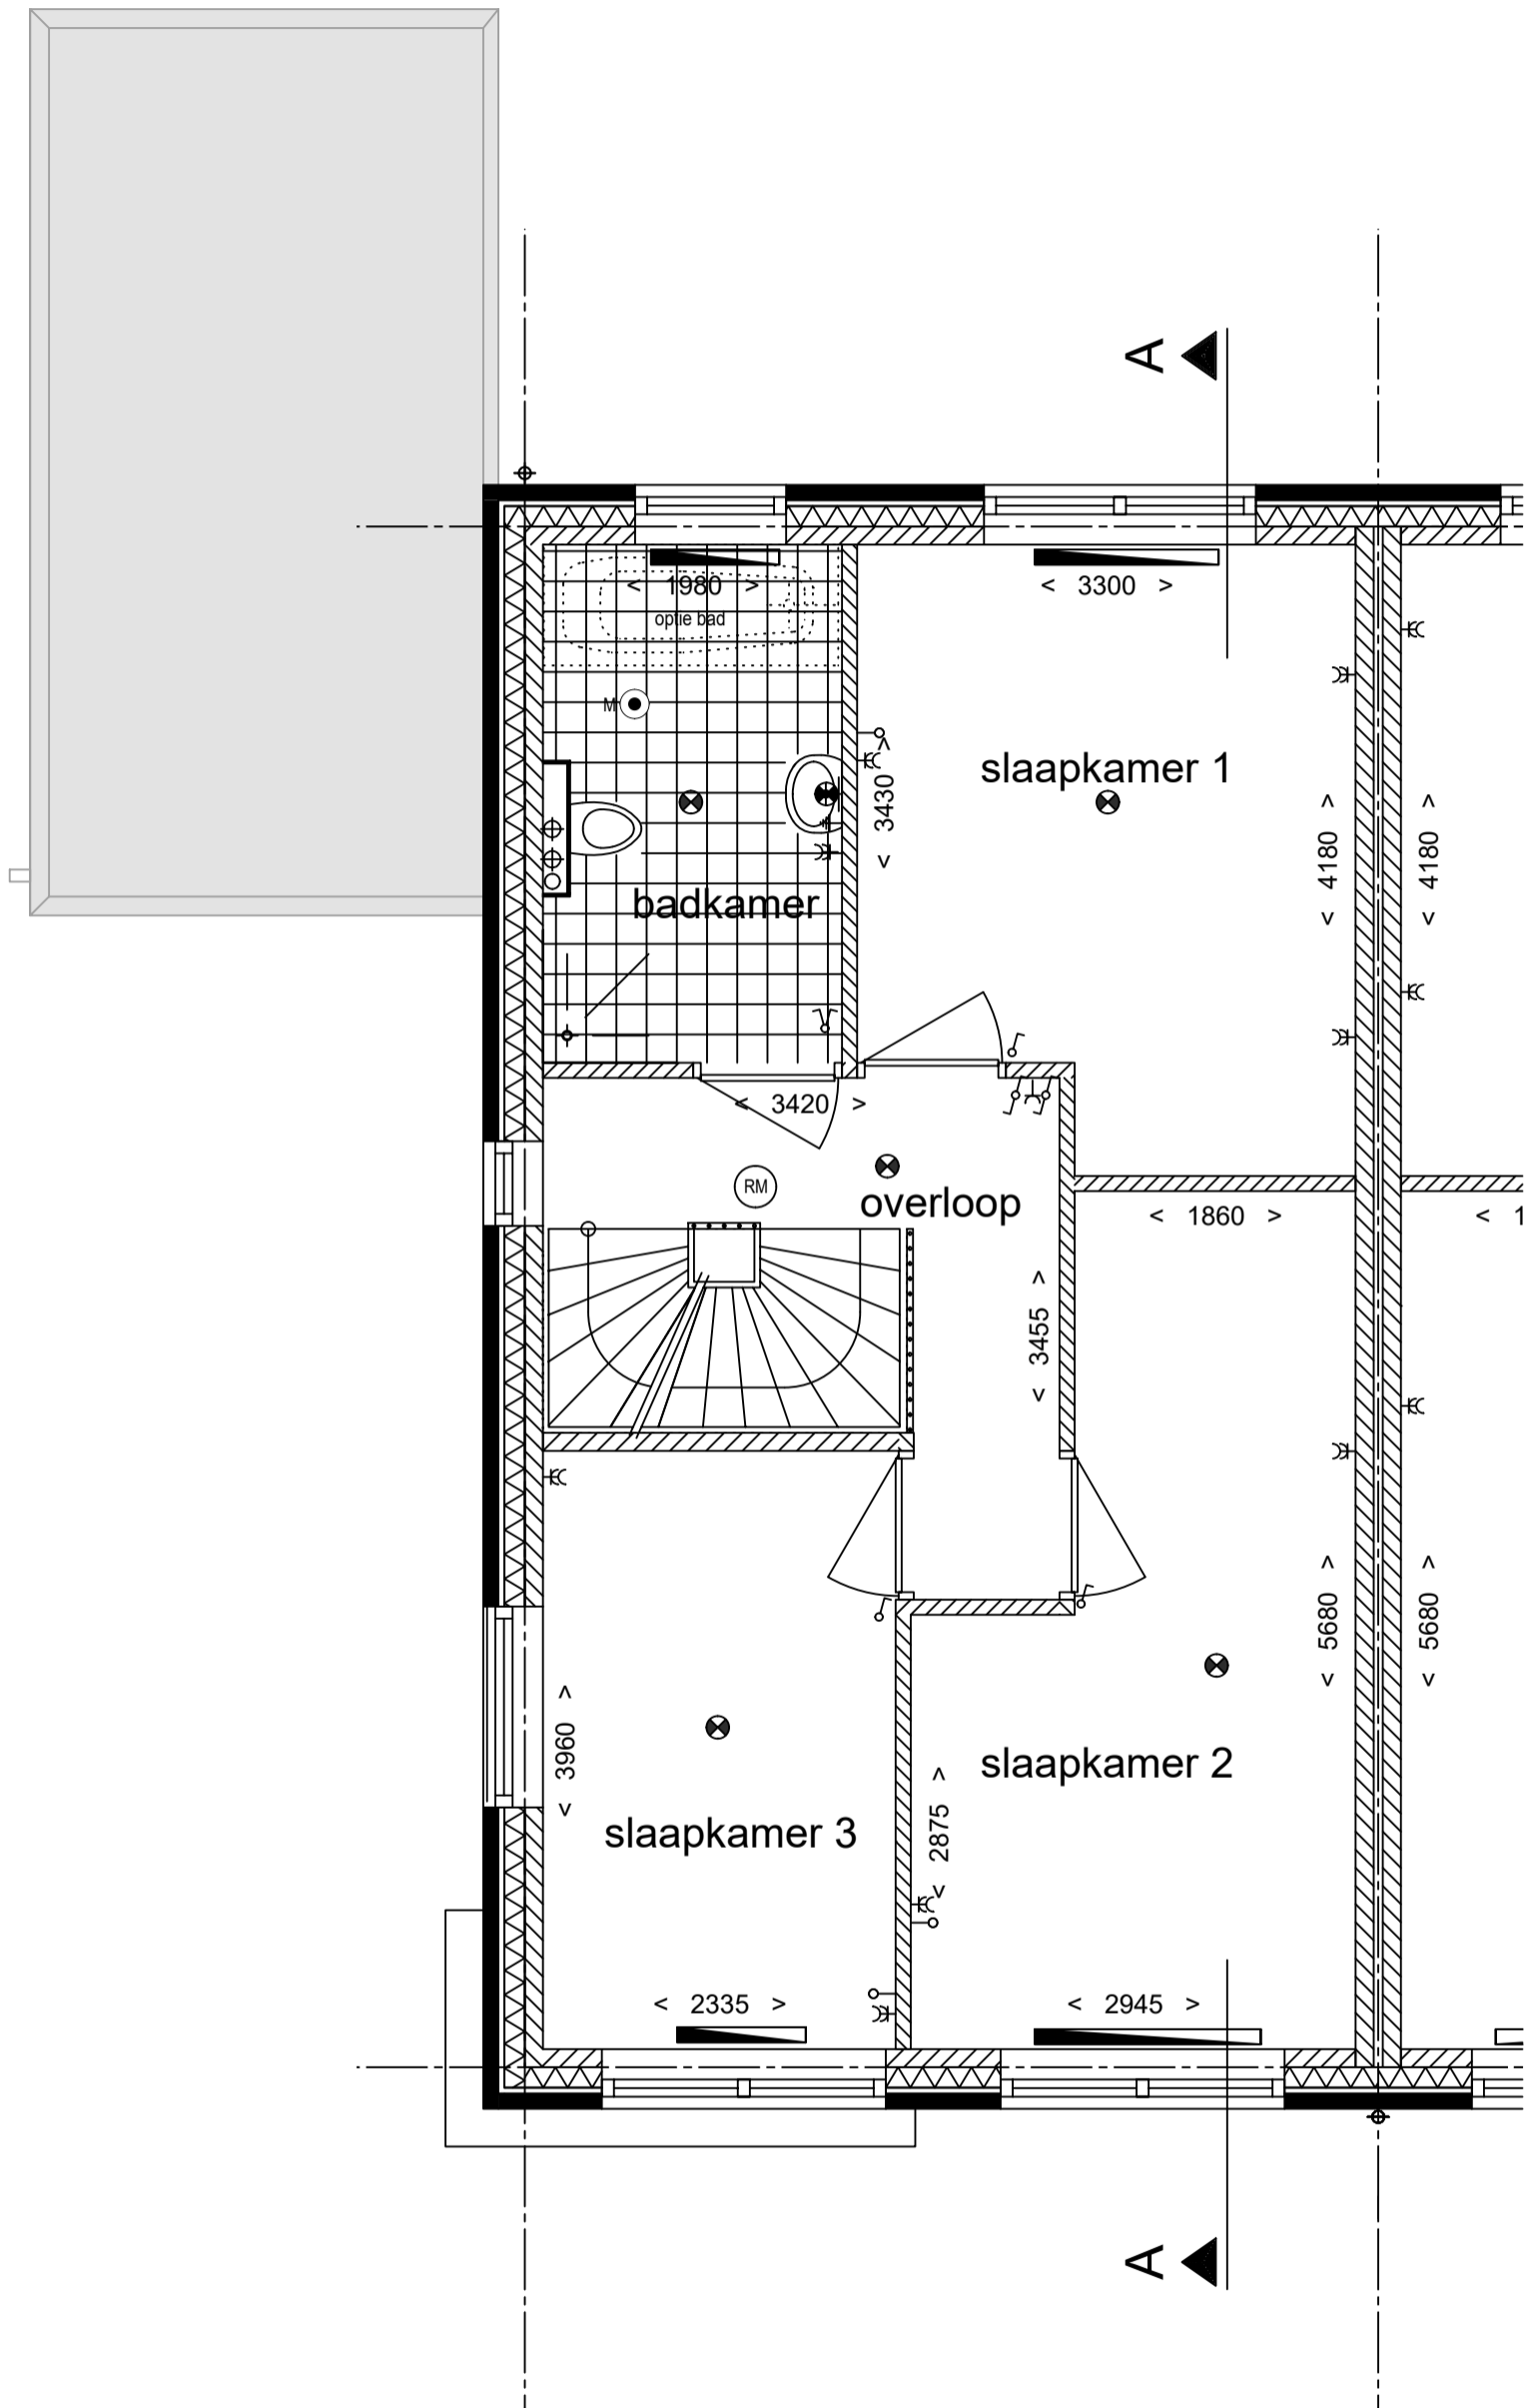 A
< 1980 >
optie bad
< 3300 >
M
< 3430 >
slaapkamer 1
< 4180 >
< 4180 >
badkamer
< 3420 >
RM
overloop
< 1860 >
< 1
< 3455 >
< 5680 >
< 5680 >
< 3960 >
slaapkamer 2
< 2875 >
slaapkamer 3
< 2335 >
< 2945 >
A